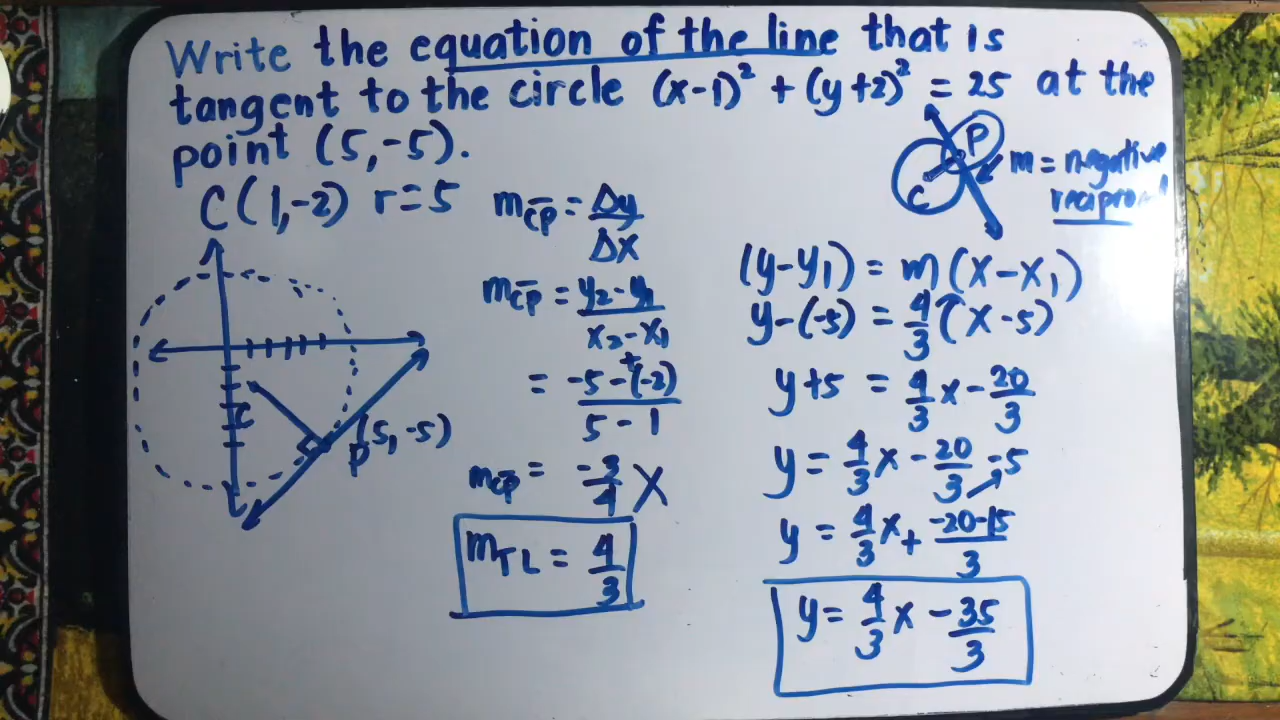 Write the equation of the line that is
tangent to the circle (x-1)² + (y+2)² = 25 at the
point (5,-5).
C(1,-2) r=5
P
C
m = negative
reciprocal
C
P
(5,-5)
m_CP̅ = Δy/Δx
m_CP̅ = (y₂-y₁)/(x₂-x₁)
= (-5-⁺(-2))/(5-1)
m_CP̅ = -3/4 X
m_TL = 4/3
(y-y₁) = m(x-x₁)
y-(-5) = 4/3(x-5)
y+5 = 4/3x - 20/3
y = 4/3x - 20/3 -5
y = 4/3x + (-20-15)/3
y = 4/3x - 35/3